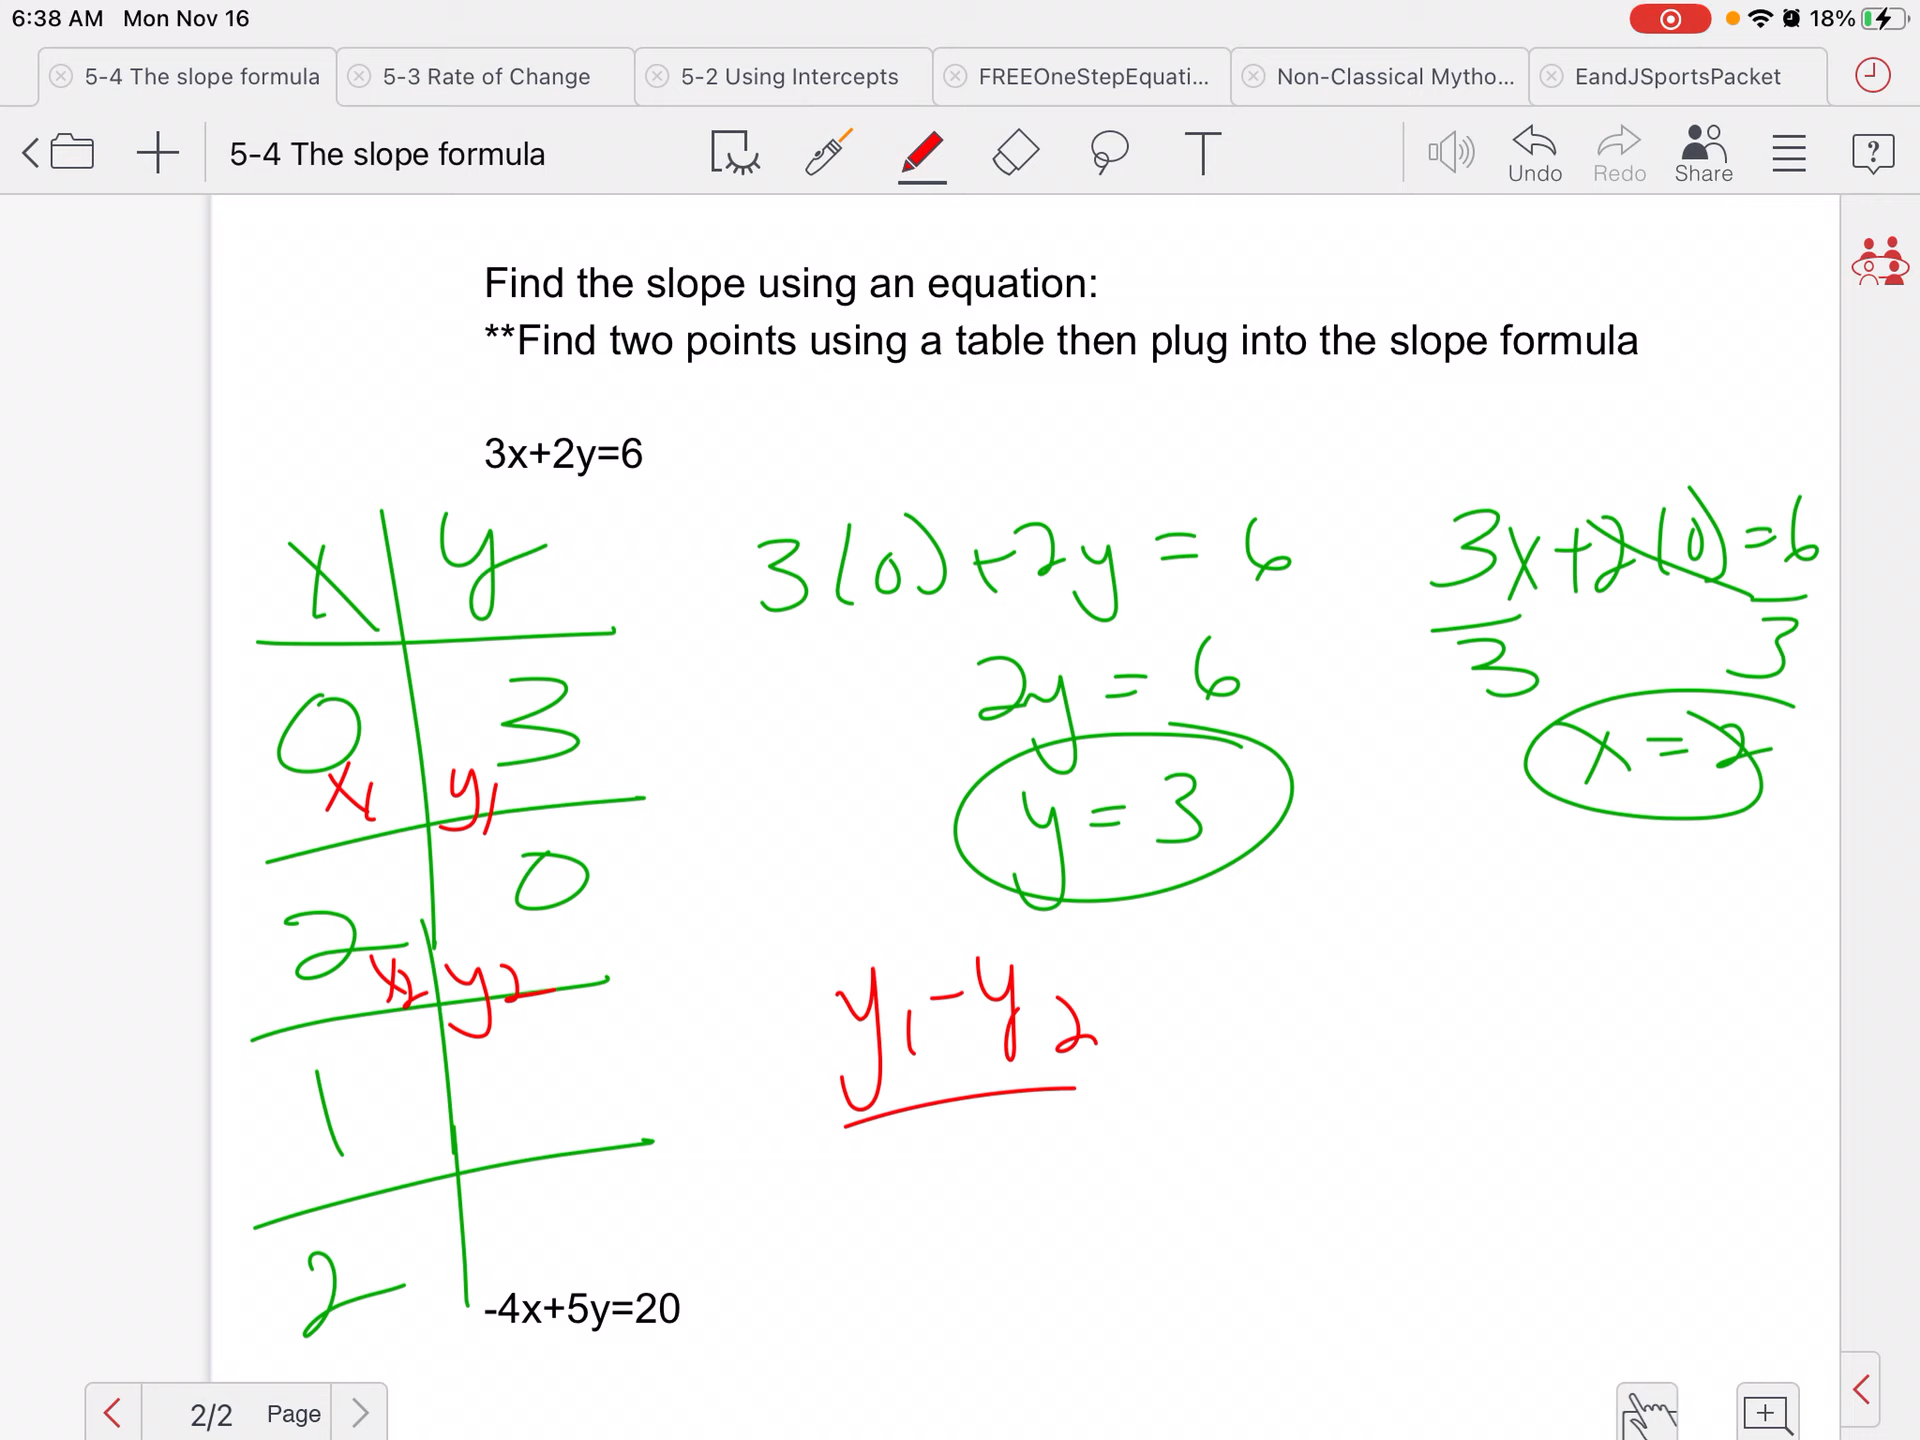 6:38 AM Mon Nov 16
18%
5-4 The slope formula
5-3 Rate of Change
5-2 Using Intercepts
FREEOneStepEquati...
Non-Classical Mytho...
EandJSportsPacket
5-4 The slope formula
T
Undo
Redo
Share
?
Find the slope using an equation:
**Find two points using a table then plug into the slope formula
3x+2y=6
x y
0 3
x1 y1
2 0
x2 y2
1
2
3(0)+2y=6
2y=6
y=3
3x+2(0)=6
3 3
x=2
y1-y2
-4x+5y=20
2/2 Page